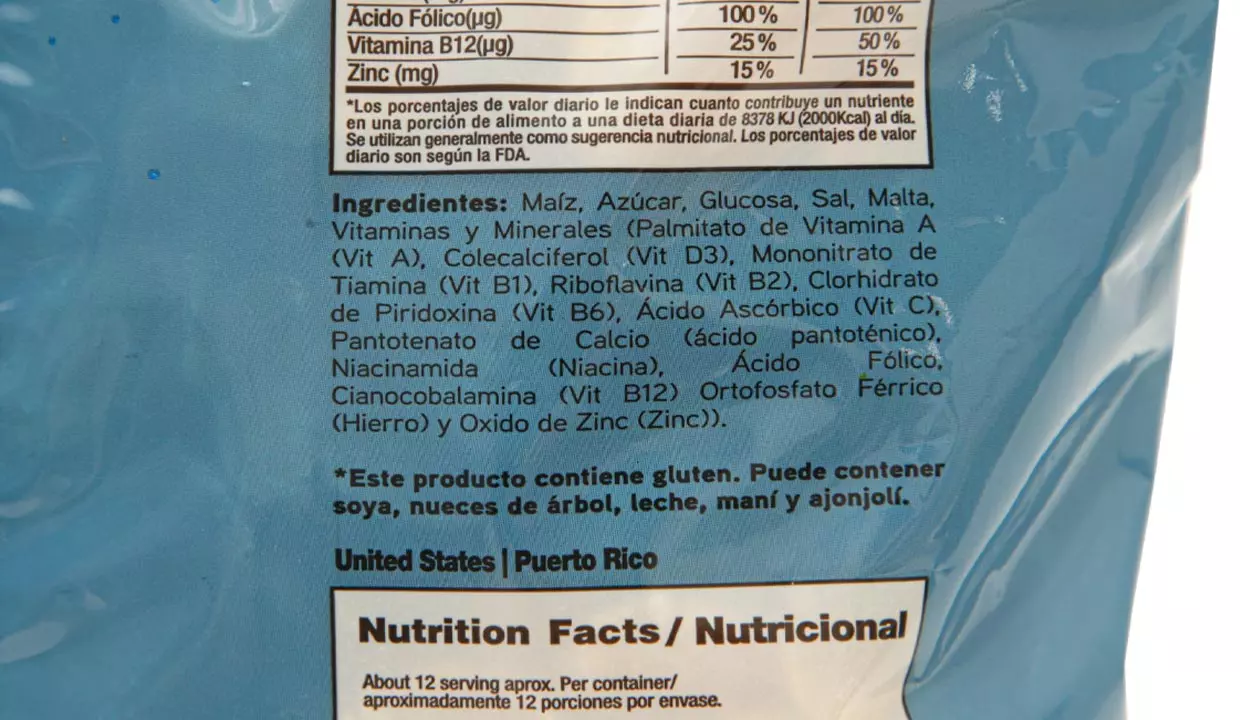 Ácido Fólico(µg) 100% 100%
Vitamina B12(µg) 25% 50%
Zinc (mg) 15% 15%
*Los porcentajes de valor diario le indican cuanto contribuye un nutriente
en una porción de alimento a una dieta diaria de 8378 KJ (2000Kcal) al día.
Se utilizan generalmente como sugerencia nutricional. Los porcentajes de valor
diario son según la FDA.
Ingredientes: Maíz, Azúcar, Glucosa, Sal, Malta,
Vitaminas y Minerales (Palmitato de Vitamina A
(Vit A), Colecalciferol (Vit D3), Mononitrato de
Tiamina (Vit B1), Riboflavina (Vit B2), Clorhidrato
de Piridoxina (Vit B6), Ácido Ascórbico (Vit C),
Pantotenato de Calcio (ácido pantoténico),
Niacinamida (Niacina), Ácido Fólico,
Cianocobalamina (Vit B12) Ortofosfato Férrico
(Hierro) y Oxido de Zinc (Zinc)).
*Este producto contiene gluten. Puede contener
soya, nueces de árbol, leche, maní y ajonjolí.
United States | Puerto Rico
Nutrition Facts/ Nutricional
About 12 serving aprox. Per container/
aproximadamente 12 porciones por envase.